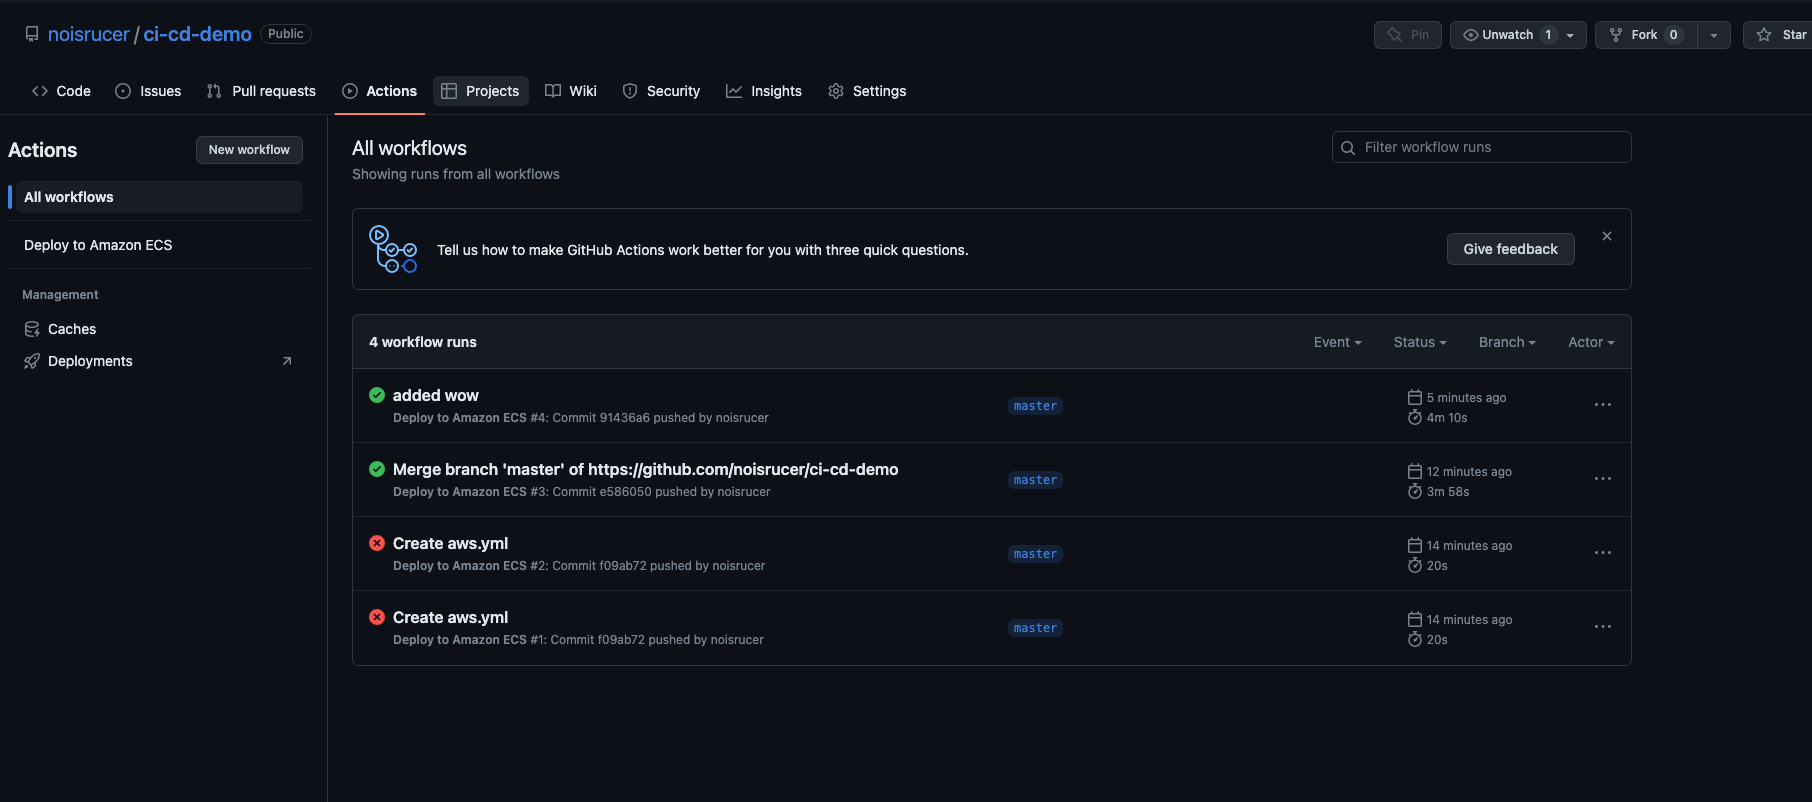 noisrucer / ci-cd-demo Public
Pin
Unwatch 1
Fork 0
Star
Code
Issues
Pull requests
Actions
Projects
Wiki
Security
Insights
Settings
Actions
New workflow
All workflows
Deploy to Amazon ECS
Management
Caches
Deployments
All workflows
Showing runs from all workflows
Filter workflow runs
Tell us how to make GitHub Actions work better for you with three quick questions.
Give feedback
4 workflow runs
Event
Status
Branch
Actor
added wow
Deploy to Amazon ECS #4: Commit 91436a6 pushed by noisrucer
master
5 minutes ago
4m 10s
Merge branch 'master' of https://github.com/noisrucer/ci-cd-demo
Deploy to Amazon ECS #3: Commit e586050 pushed by noisrucer
master
12 minutes ago
3m 58s
Create aws.yml
Deploy to Amazon ECS #2: Commit f09ab72 pushed by noisrucer
master
14 minutes ago
20s
Create aws.yml
Deploy to Amazon ECS #1: Commit f09ab72 pushed by noisrucer
master
14 minutes ago
20s